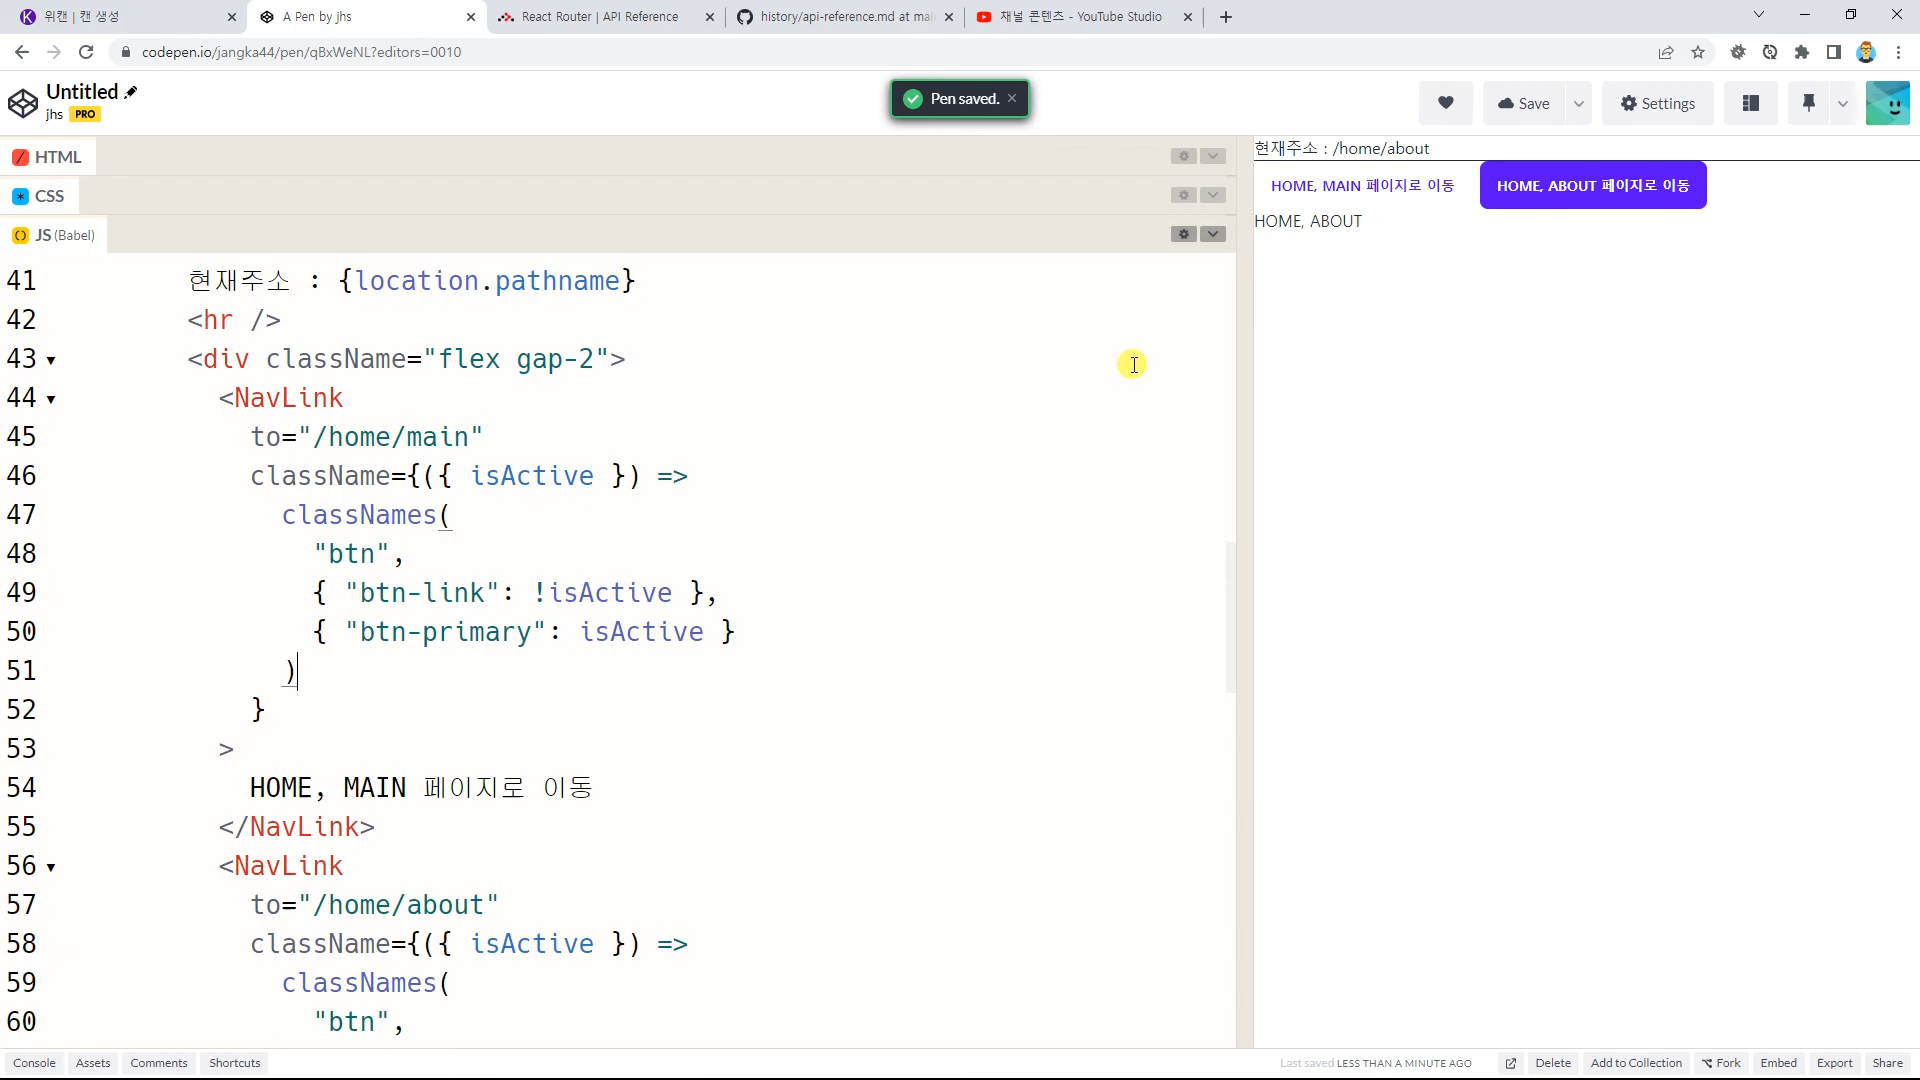 위캔 | 캔 생성
A Pen by jhs
React Router | API Reference
history/api-reference.md at mai
채널 콘텐츠 - YouTube Studio
codepen.io/jangka44/pen/qBxWeNL?editors=0010
Untitled
jhs PRO
Pen saved.
Save
Settings
HTML
CSS
JS (Babel)
41 현재주소 : {location.pathname}
42 <hr />
43 <div className="flex gap-2">
44 <NavLink
45 to="/home/main"
46 className={({ isActive }) =>
47 classNames(
48 "btn",
49 { "btn-link": !isActive },
50 { "btn-primary": isActive }
51 )
52 }
53 >
54 HOME, MAIN 페이지로 이동
55 </NavLink>
56 <NavLink
57 to="/home/about"
58 className={({ isActive }) =>
59 classNames(
60 "btn",
현재주소 : /home/about
HOME, MAIN 페이지로 이동
HOME, ABOUT 페이지로 이동
HOME, ABOUT
Console
Assets
Comments
Shortcuts
Last saved LESS THAN A MINUTE AGO
Delete
Add to Collection
Fork
Embed
Export
Share